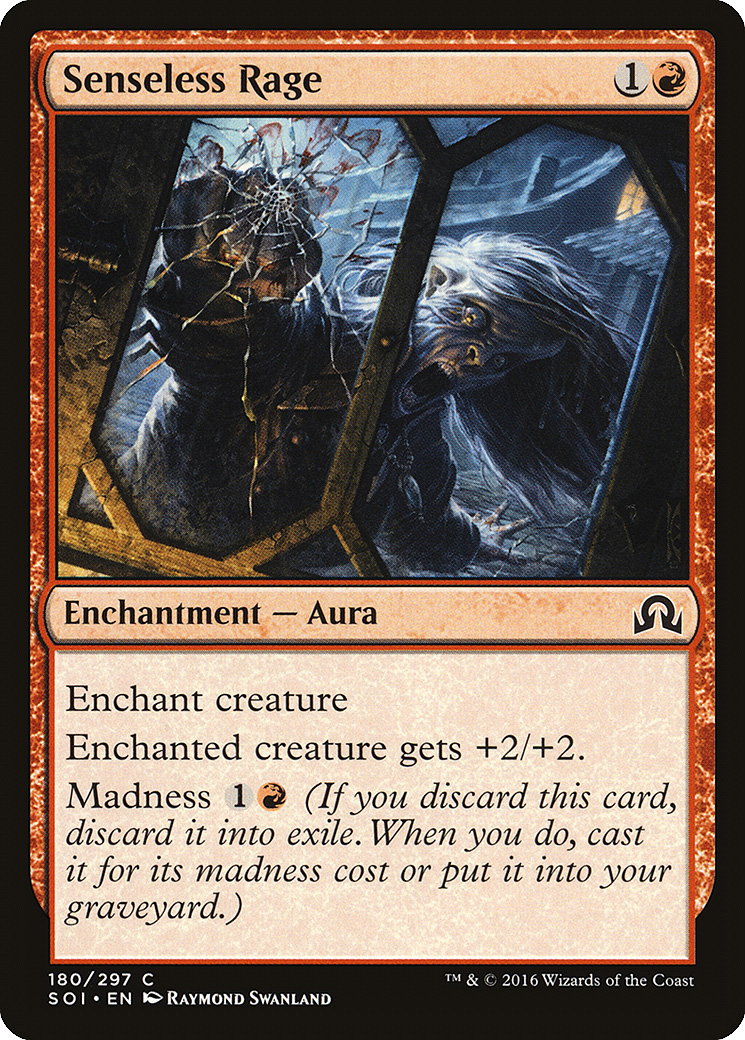 Senseless Rage 1
Enchantment — Aura
Enchant creature
Enchanted creature gets +2/+2.
Madness 1 (If you discard this card,
discard it into exile. When you do, cast
it for its madness cost or put it into your
graveyard.)
180/297 C
™ & © 2016 Wizards of the Coast
SOI • EN Raymond Swanland